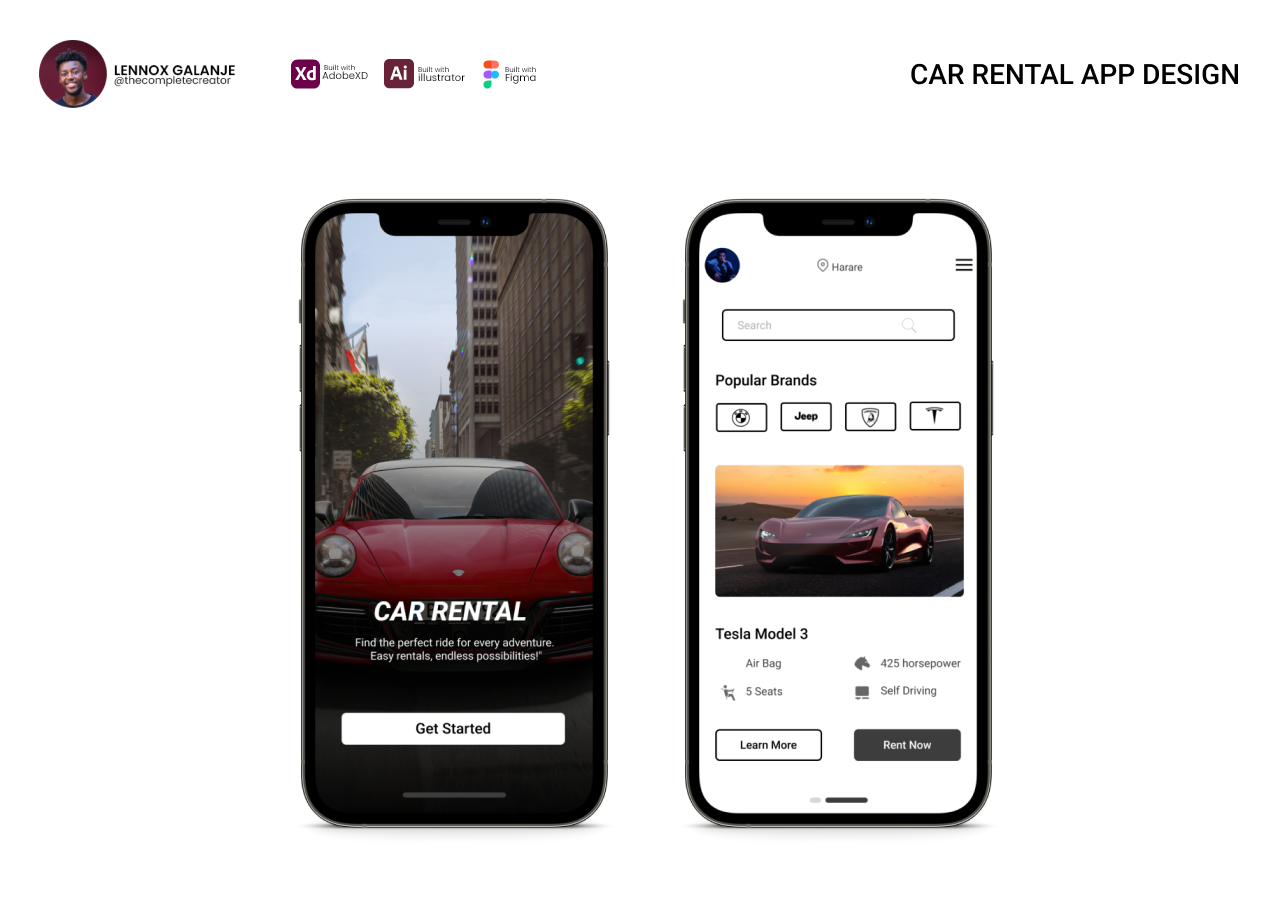 LENNOX GALANJE
@thecompletecreator
Xd
Built with
AdobeXD
Ai
Built with
illustrator
Built with
Figma
CAR RENTAL APP DESIGN
CAR RENTAL
Find the perfect ride for every adventure.
Easy rentals, endless possibilities!"
Get Started
Harare
Search
Popular Brands
Jeep
Tesla Model 3
Air Bag
425 horsepower
5 Seats
Self Driving
Learn More
Rent Now